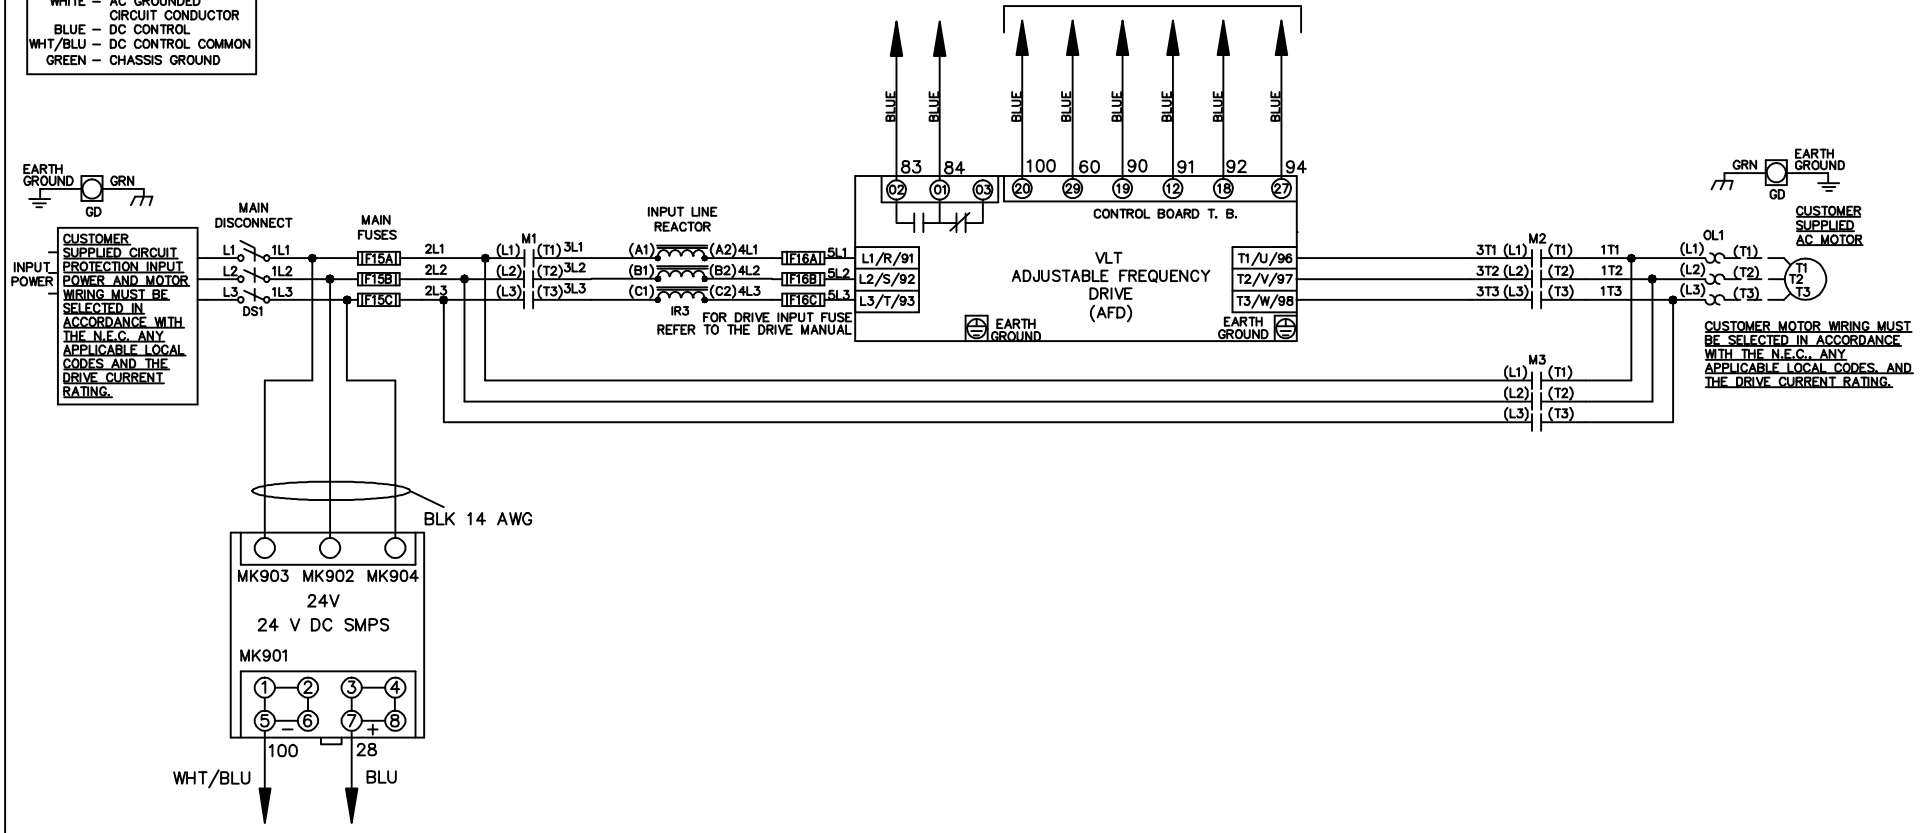 WHITE – AC GROUNDED
CIRCUIT CONDUCTOR
BLUE – DC CONTROL
WHT/BLU – DC CONTROL COMMON
GREEN – CHASSIS GROUND
BLUE
BLUE
BLUE
BLUE
BLUE
BLUE
BLUE
BLUE
83 84 100 60 90 91 92 94
02 01 03 20 29 19 12 18 27
CONTROL BOARD T. B.
EARTH
GROUND
GRN
GD
MAIN
DISCONNECT
MAIN
FUSES
INPUT LINE
REACTOR
INPUT
POWER
CUSTOMER
SUPPLIED CIRCUIT
PROTECTION INPUT
POWER AND MOTOR
WIRING MUST BE
SELECTED IN
ACCORDANCE WITH
THE N.E.C. ANY
APPLICABLE LOCAL
CODES AND THE
DRIVE CURRENT
RATING.
M1
L1 1L1 F15A 2L1 (L1) (T1) 3L1 (A1) (A2) 4L1 F16A 5L1 L1/R/91
L2 1L2 F15B 2L2 (L2) (T2) 3L2 (B1) (B2) 4L2 F16B 5L2 L2/S/92
L3 1L3 F15C 2L3 (L3) (T3) 3L3 (C1) (C2) 4L3 F16C 5L3 L3/T/93
DS1
IR3
FOR DRIVE INPUT FUSE
REFER TO THE DRIVE MANUAL
VLT
ADJUSTABLE FREQUENCY
DRIVE
(AFD)
EARTH
GROUND
EARTH
GROUND
M2
OL1
T1/U/96 3T1 (L1) (T1) 1T1 (L1) (T1) T1
T2/V/97 3T2 (L2) (T2) 1T2 (L2) (T2) T2
T3/W/98 3T3 (L3) (T3) 1T3 (L3) (T3) T3
GRN
EARTH
GROUND
GD
CUSTOMER
SUPPLIED
AC MOTOR
CUSTOMER MOTOR WIRING MUST
BE SELECTED IN ACCORDANCE
WITH THE N.E.C., ANY
APPLICABLE LOCAL CODES, AND
THE DRIVE CURRENT RATING.
M3
(L1) (T1)
(L2) (T2)
(L3) (T3)
BLK 14 AWG
MK903 MK902 MK904
24V
24 V DC SMPS
MK901
1 2 3 4
5 – 6 7 + 8
100 28
WHT/BLU BLU